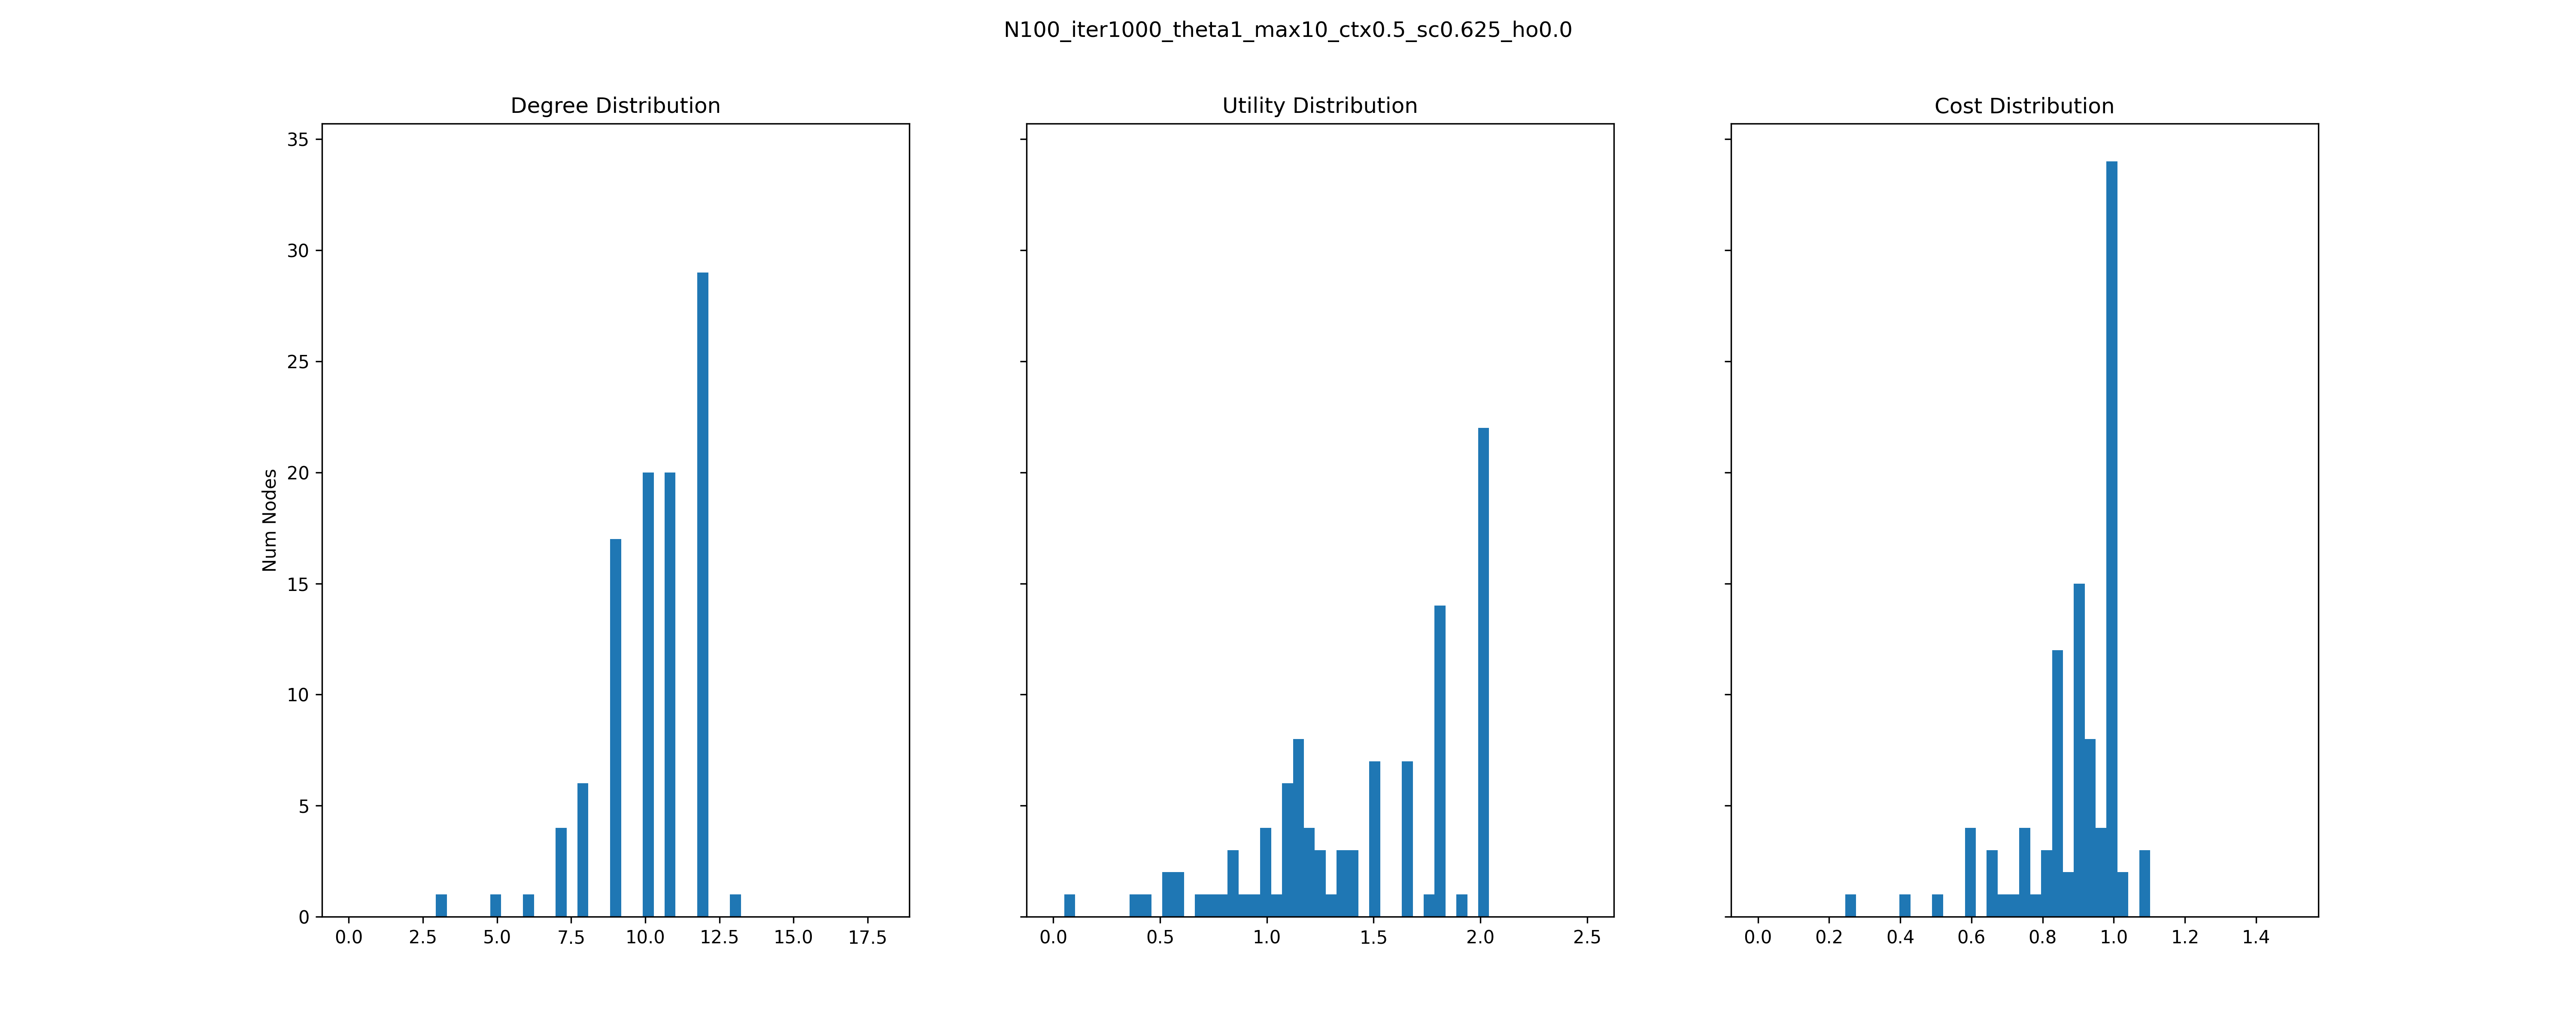 N100_iter1000_theta1_max10_ctx0.5_sc0.625_ho0.0
Degree Distribution
Utility Distribution
Cost Distribution
Num Nodes
35
30
25
20
15
10
5
0
0.0 2.5 5.0 7.5 10.0 12.5 15.0 17.5
0.0 0.5 1.0 1.5 2.0 2.5
0.0 0.2 0.4 0.6 0.8 1.0 1.2 1.4